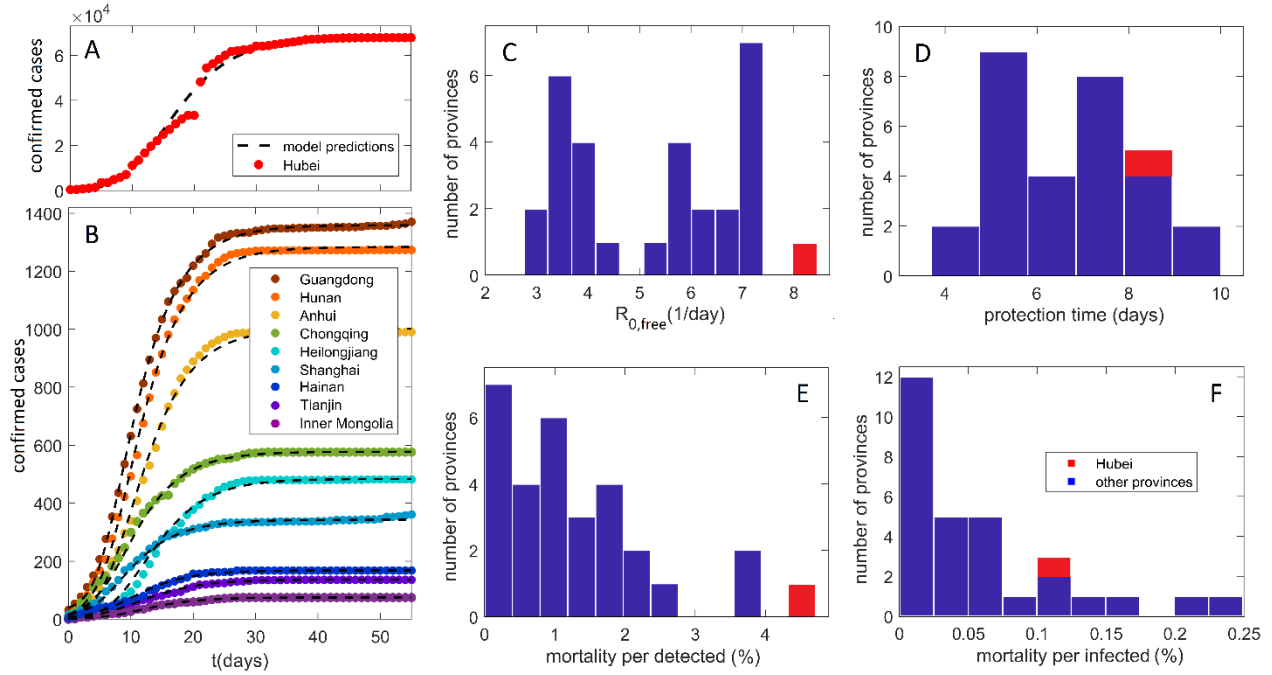 ×10⁴
A
6
4
2
0
confirmed cases
model predictions
Hubei
B
1400
1200
1000
800
600
400
200
0
confirmed cases
Guangdong
Hunan
Anhui
Chongqing
Heilongjiang
Shanghai
Hainan
Tianjin
Inner Mongolia
0 10 20 30 40 50
t(days)
C
6
4
2
0
number of provinces
2 3 4 5 6 7 8
R0,free(1/day)
D
10
8
6
4
2
0
number of provinces
4 6 8 10
protection time (days)
E
6
4
2
0
number of provinces
0 1 2 3 4
mortality per detected (%)
F
12
10
8
6
4
2
0
number of provinces
Hubei
other provinces
0 0.05 0.1 0.15 0.2 0.25
mortality per infected (%)